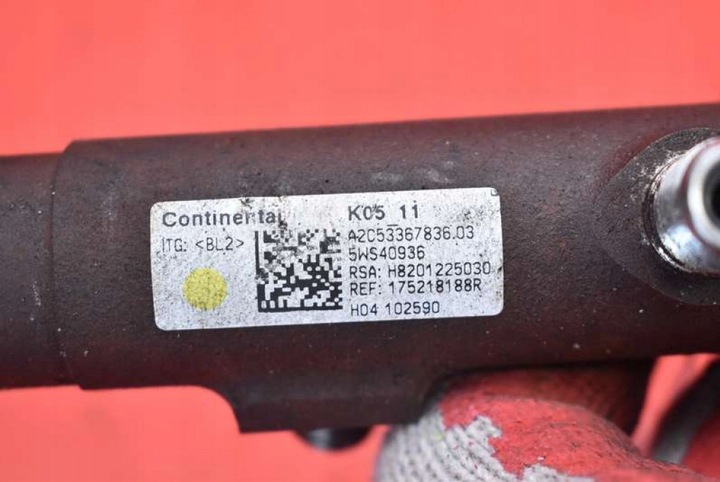 Continental K05 11
ITG: <BL2> A2C53367836.03
5WS40936
RSA: H8201225030
REF: 175218188R
H04 102590